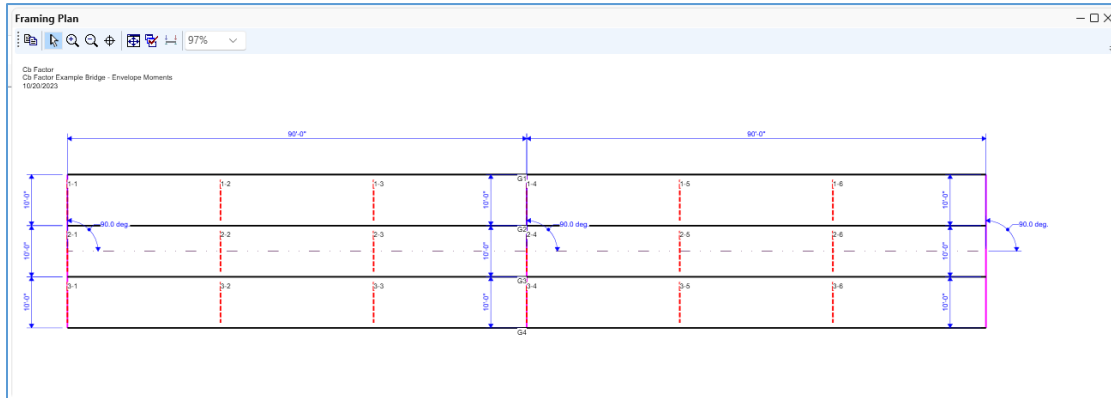 Framing Plan
97%
Cb Factor
Cb Factor Example Bridge - Envelope Moments
10/20/2023
90'-0" 90'-0"
G1
1-1 1-2 1-3 1-4 1-5 1-6
10'-0" 10'-0" 10'-0"
90.0 deg. 90.0 deg. 90.0 deg.
G2
2-1 2-2 2-3 2-4 2-5 2-6
10'-0" 10'-0" 10'-0"
G3
3-1 3-2 3-3 3-4 3-5 3-6
10'-0" 10'-0" 10'-0"
G4